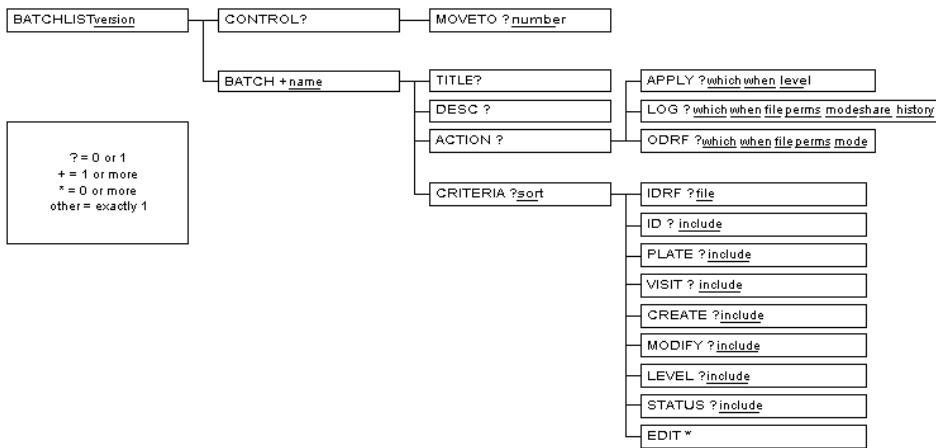 BATCHLIST version
CONTROL?
MOVETO ?number
BATCH +name
TITLE?
DESC ?
ACTION ?
APPLY ?which when level
LOG ?which when file perms mode share history
ODRF ?which when file perms mode
CRITERIA ?sort
IDRF ?file
ID ? include
PLATE ?include
VISIT ? include
CREATE ?include
MODIFY ?include
LEVEL ?include
STATUS ?include
EDIT *
? = 0 or 1
+ = 1 or more
* = 0 or more
other = exactly 1